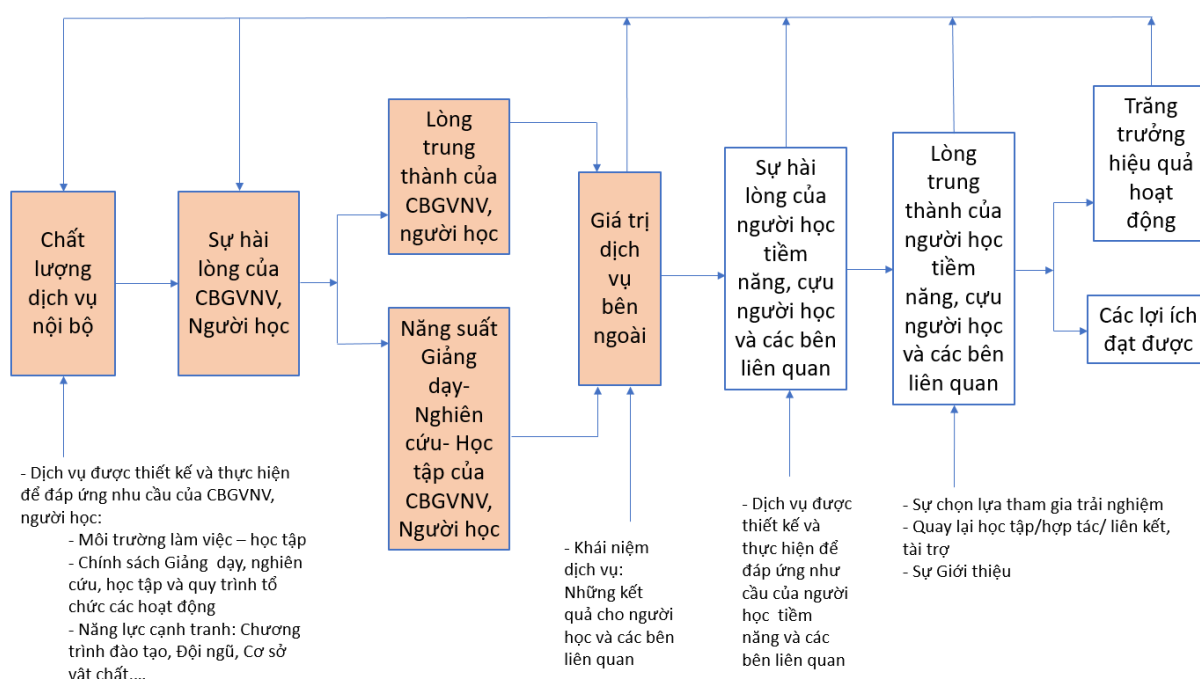 Chất
lượng
dịch vụ
nội bộ
Sự hài
lòng của
CBGVNV,
Người học
Lòng
trung
thành của
CBGVNV,
người học
Năng suất
Giảng
dạy-
Nghiên
cứu- Học
tập của
CBGVNV,
Người học
Giá trị
dịch
vụ
bên
ngoài
Sự hài
lòng của
người học
tiềm
năng, cựu
người học
và các bên
liên quan
Lòng
trung
thành của
người học
tiềm
năng, cựu
người học
và các bên
liên quan
Trăng
trưởng
hiệu quả
hoạt
động
Các lợi ích
đạt được
- Dịch vụ được thiết kế và thực hiện
để đáp ứng nhu cầu của CBGVNV,
người học:
- Môi trường làm việc – học tập
- Chính sách Giảng dạy, nghiên
cứu, học tập và quy trình tổ
chức các hoạt động
- Năng lực cạnh tranh: Chương
trình đào tạo, Đội ngũ, Cơ sở
vật chất....
- Khái niệm
dịch vụ:
Những kết
quả cho người
học và các bên
liên quan
- Dịch vụ được
thiết kế và
thực hiện để
đáp ứng như
cầu của người
học tiềm
năng và các
bên liên quan
- Sự chọn lựa tham gia trải nghiệm
- Quay lại học tập/hợp tác/ liên kết,
tài trợ
- Sự Giới thiệu